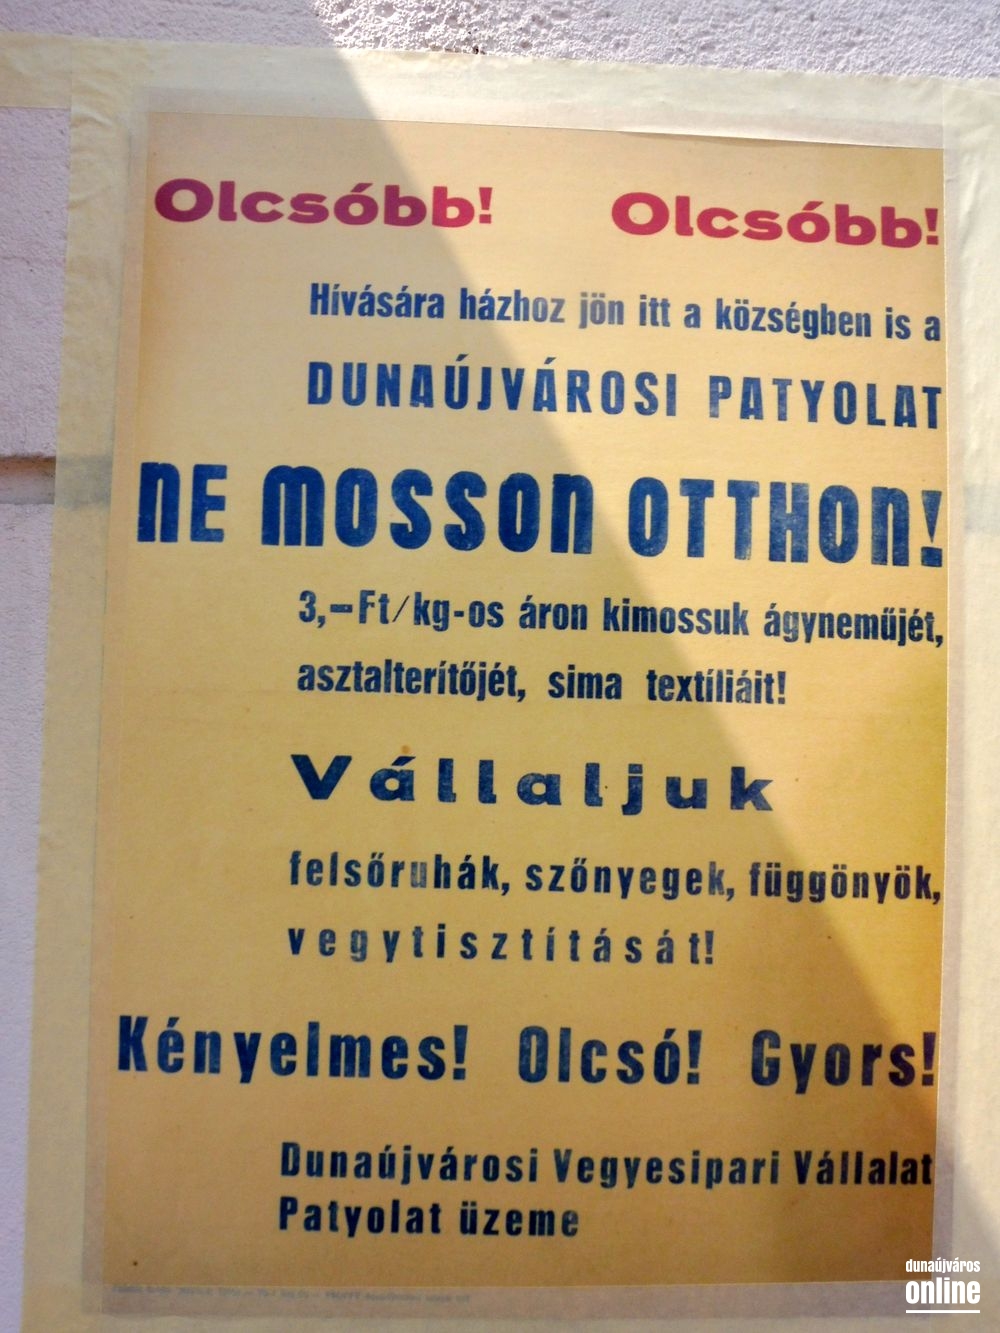 Olcsóbb! Olcsóbb!
Hívására házhoz jön itt a községben is a
DUNAÚJVÁROSI PATYOLAT
NE MOSSON OTTHON!
3,–Ft/kg-os áron kimossuk ágyneműjét,
asztalterítőjét, sima textíliáit!
Vállaljuk
felsőruhák, szőnyegek, függönyök,
vegytisztítását!
Kényelmes! Olcsó! Gyors!
Dunaújvárosi Vegyesipari Vállalat
Patyolat üzeme
dunaújváros
online